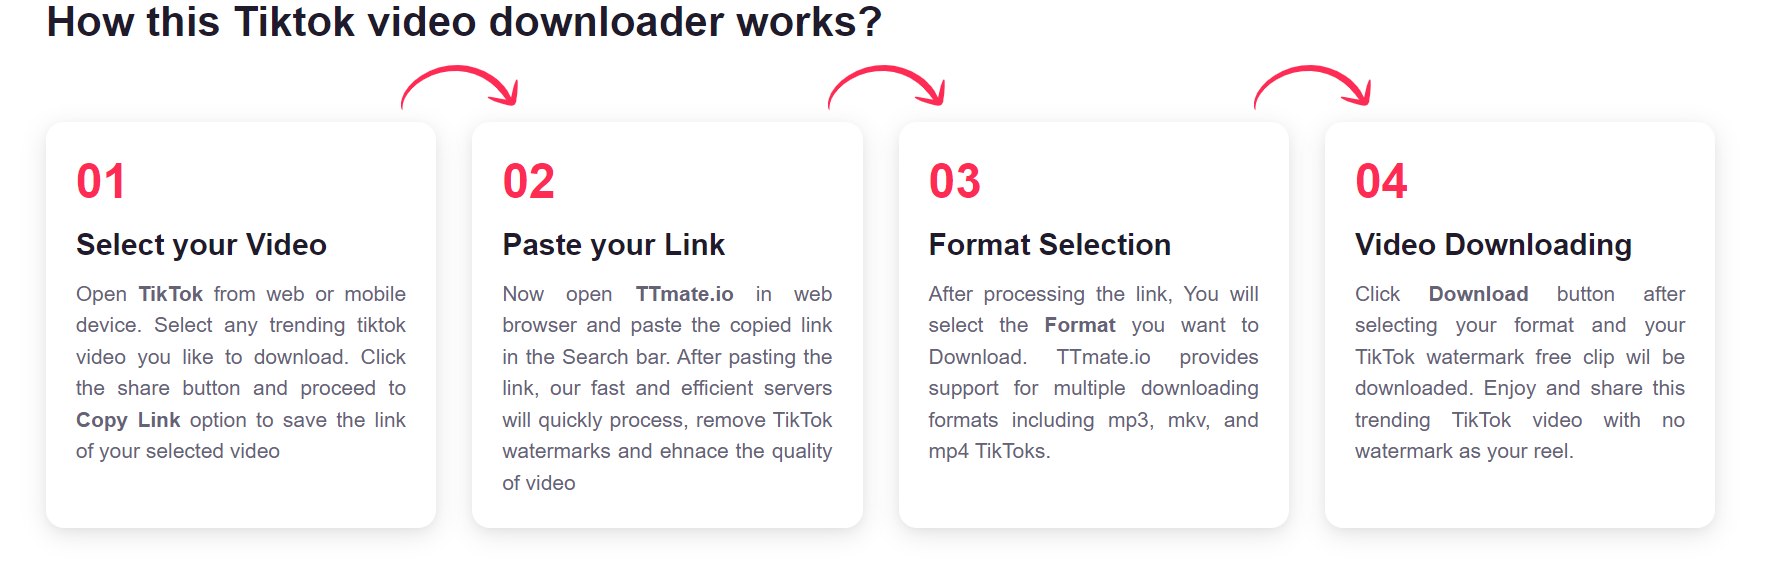 How this Tiktok video downloader works?
01
Select your Video
Open TikTok from web or mobile
device. Select any trending tiktok
video you like to download. Click
the share button and proceed to
Copy Link option to save the link
of your selected video
02
Paste your Link
Now open TTmate.io in web
browser and paste the copied link
in the Search bar. After pasting the
link, our fast and efficient servers
will quickly process, remove TikTok
watermarks and ehnace the quality
of video
03
Format Selection
After processing the link, You will
select the Format you want to
Download. TTmate.io provides
support for multiple downloading
formats including mp3, mkv, and
mp4 TikToks.
04
Video Downloading
Click Download button after
selecting your format and your
TikTok watermark free clip wil be
downloaded. Enjoy and share this
trending TikTok video with no
watermark as your reel.